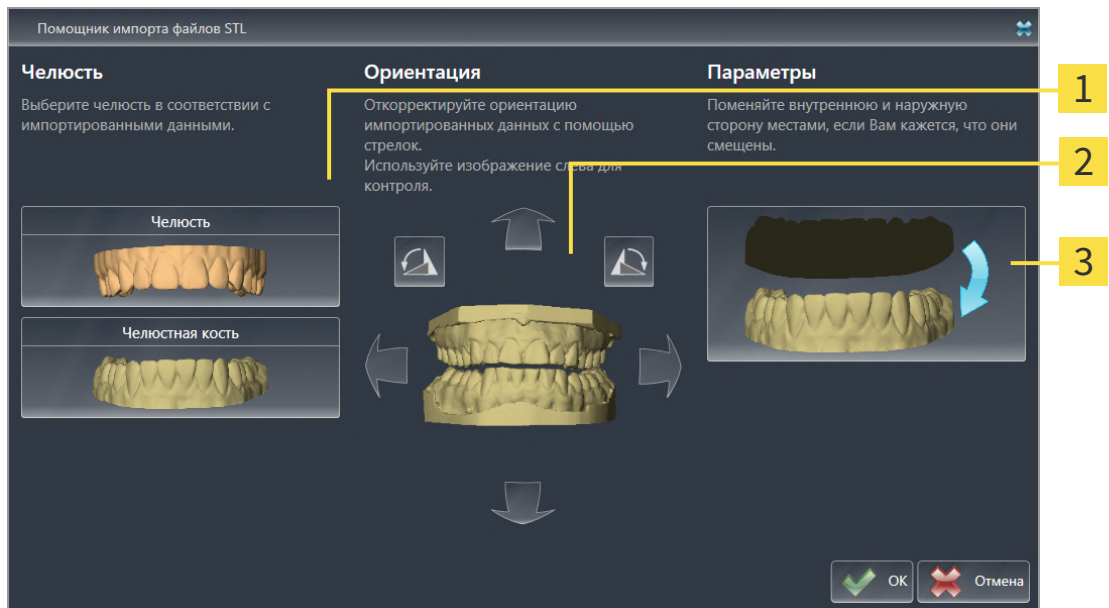 Помощник импорта файлов STL
Челюсть
Выберите челюсть в соответствии с
импортированными данными.
Челюсть
Челюстная кость
Ориентация
Откорректируйте ориентацию
импортированных данных с помощью
стрелок.
Используйте изображение слева для
контроля.
Параметры
Поменяйте внутреннюю и наружную
сторону местами, если Вам кажется, что они
смещены.
1
2
3
OK
Отмена